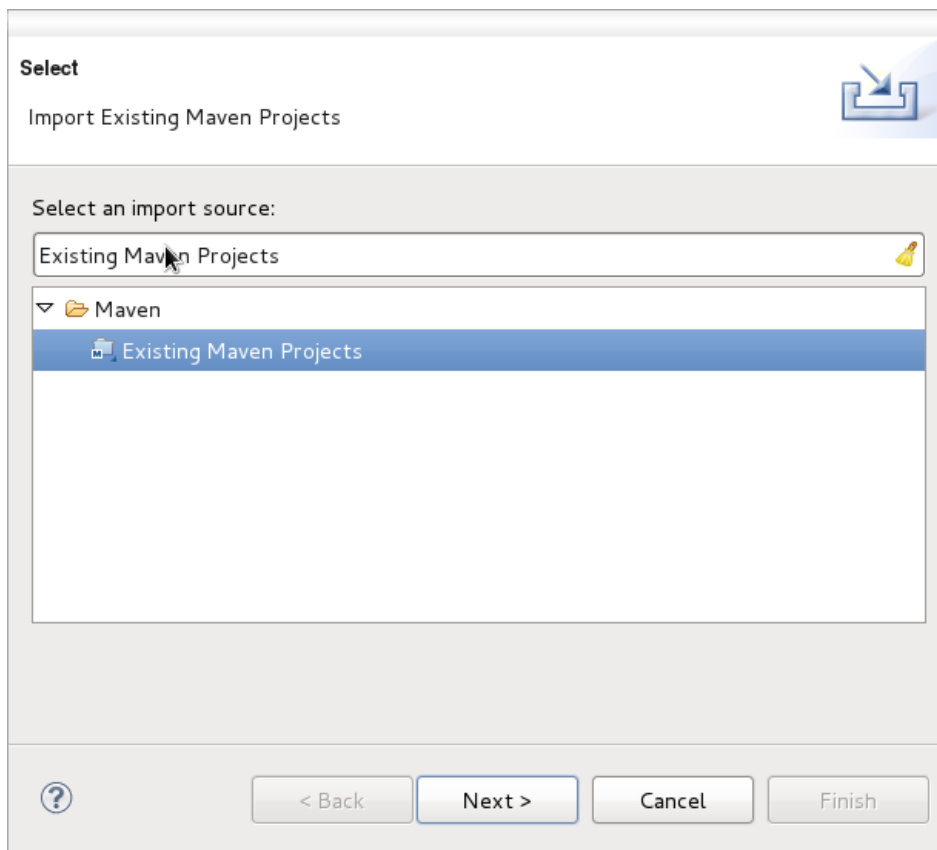 Select
Import Existing Maven Projects
Select an import source:
Existing Maven Projects
Maven
Existing Maven Projects
< Back
Next >
Cancel
Finish